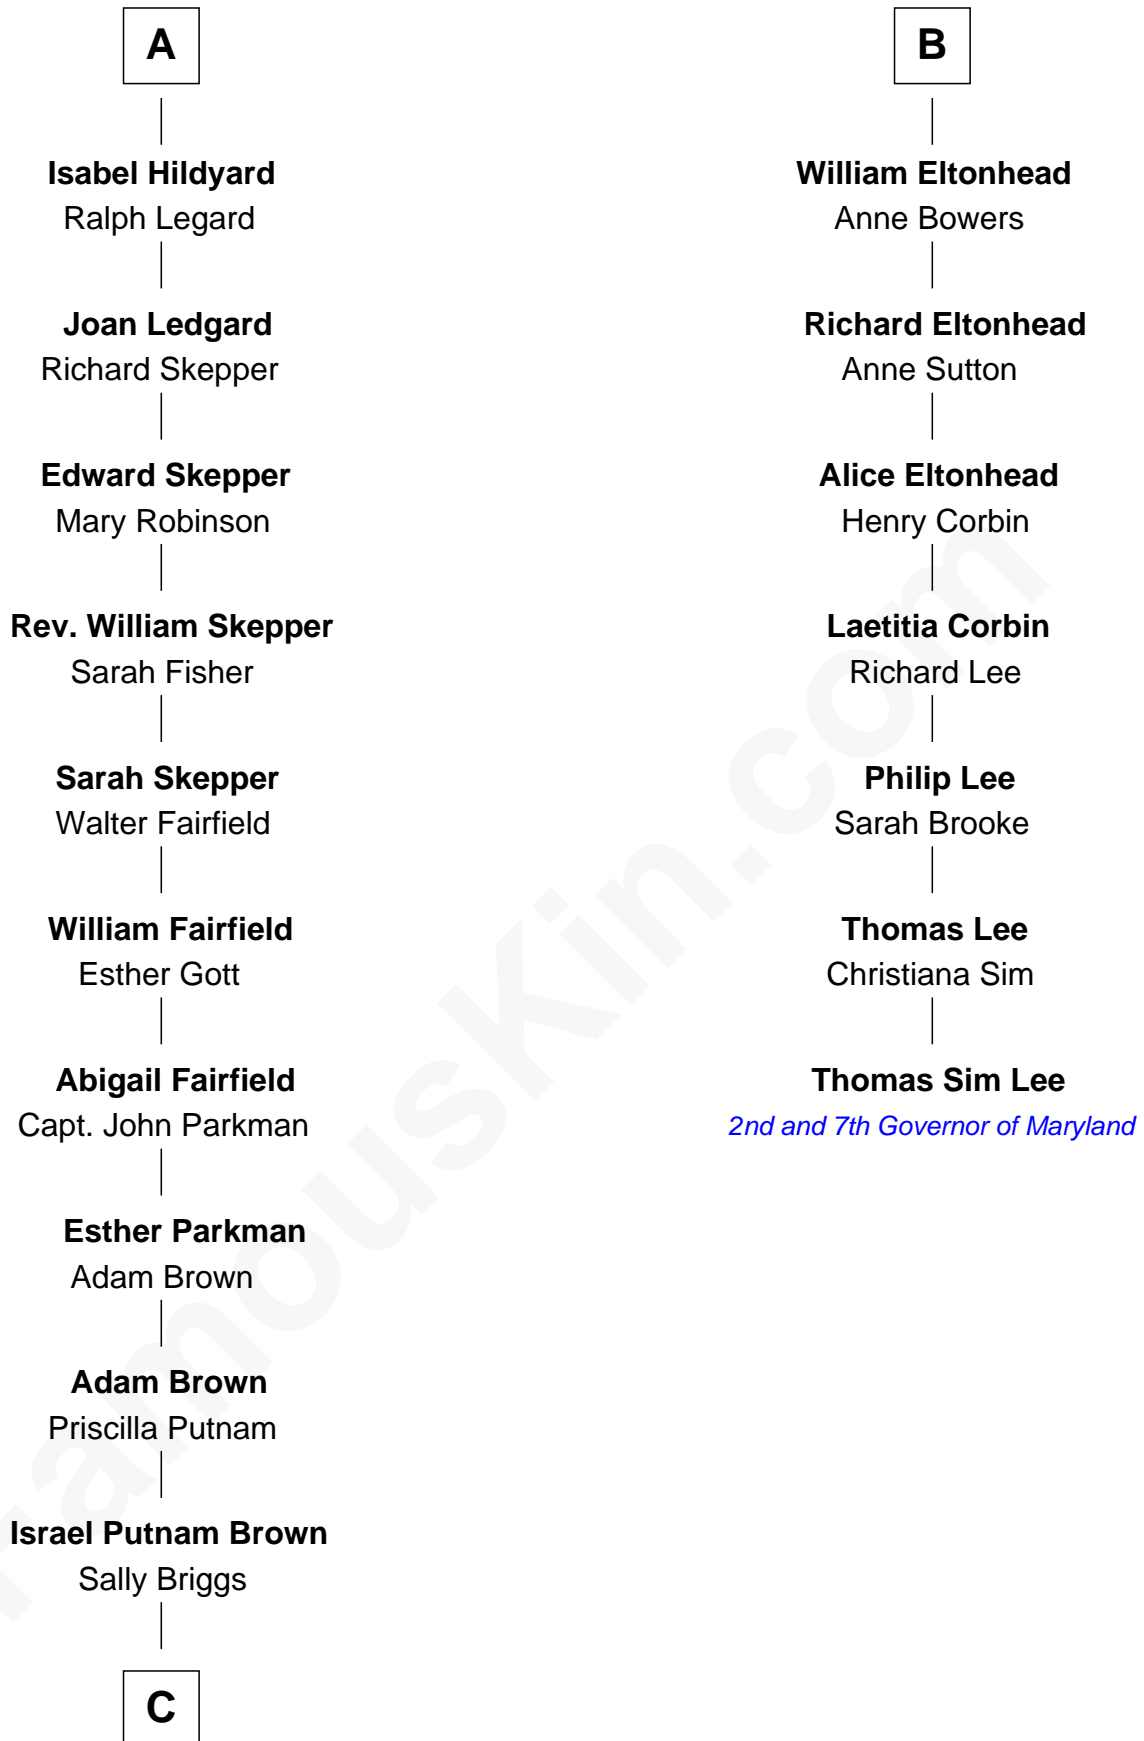 A
Isabel Hildyard
Ralph Legard
Joan Ledgard
Richard Skepper
Edward Skepper
Mary Robinson
Rev. William Skepper
Sarah Fisher
Sarah Skepper
Walter Fairfield
William Fairfield
Esther Gott
Abigail Fairfield
Capt. John Parkman
Esther Parkman
Adam Brown
Adam Brown
Priscilla Putnam
Israel Putnam Brown
Sally Briggs
C
B
William Eltonhead
Anne Bowers
Richard Eltonhead
Anne Sutton
Alice Eltonhead
Henry Corbin
Laetitia Corbin
Richard Lee
Philip Lee
Sarah Brooke
Thomas Lee
Christiana Sim
Thomas Sim Lee
2nd and 7th Governor of Maryland
FamousKin.com